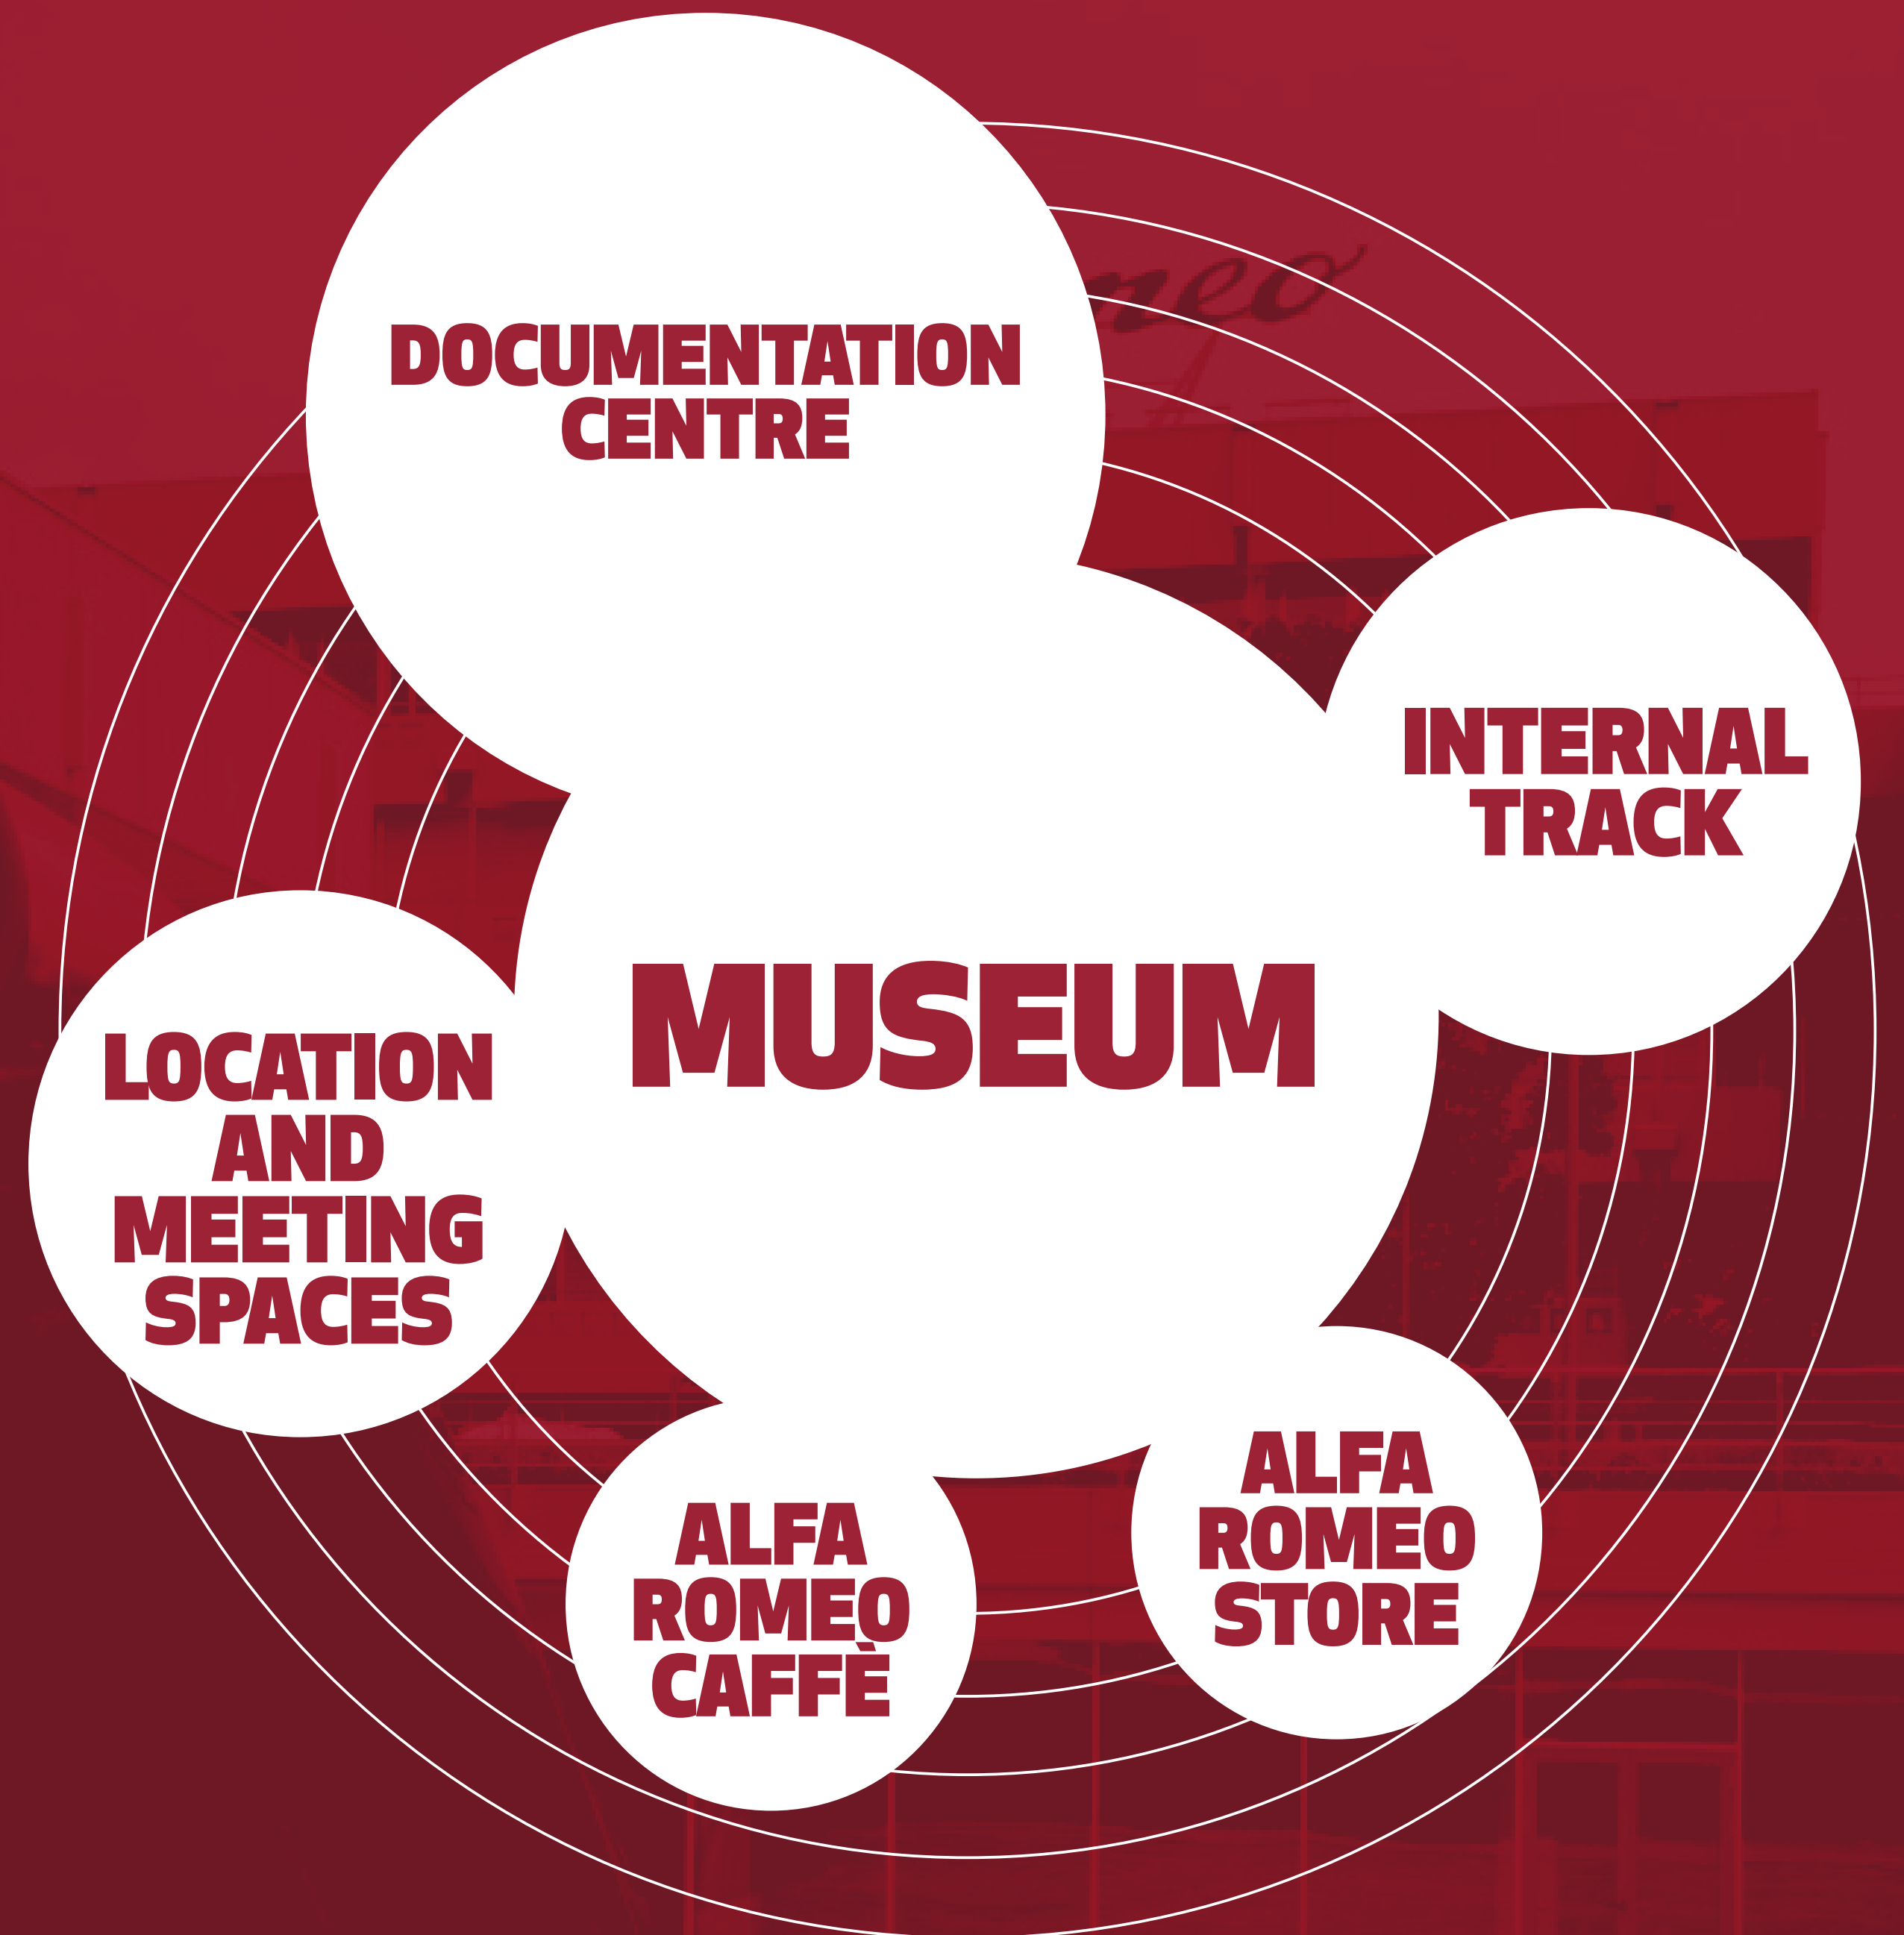 DOCUMENTATION
CENTRE
INTERNAL
TRACK
MUSEUM
LOCATION
AND
MEETING
SPACES
ALFA
ROMEO
STORE
ALFA
ROMEO
CAFFÈ